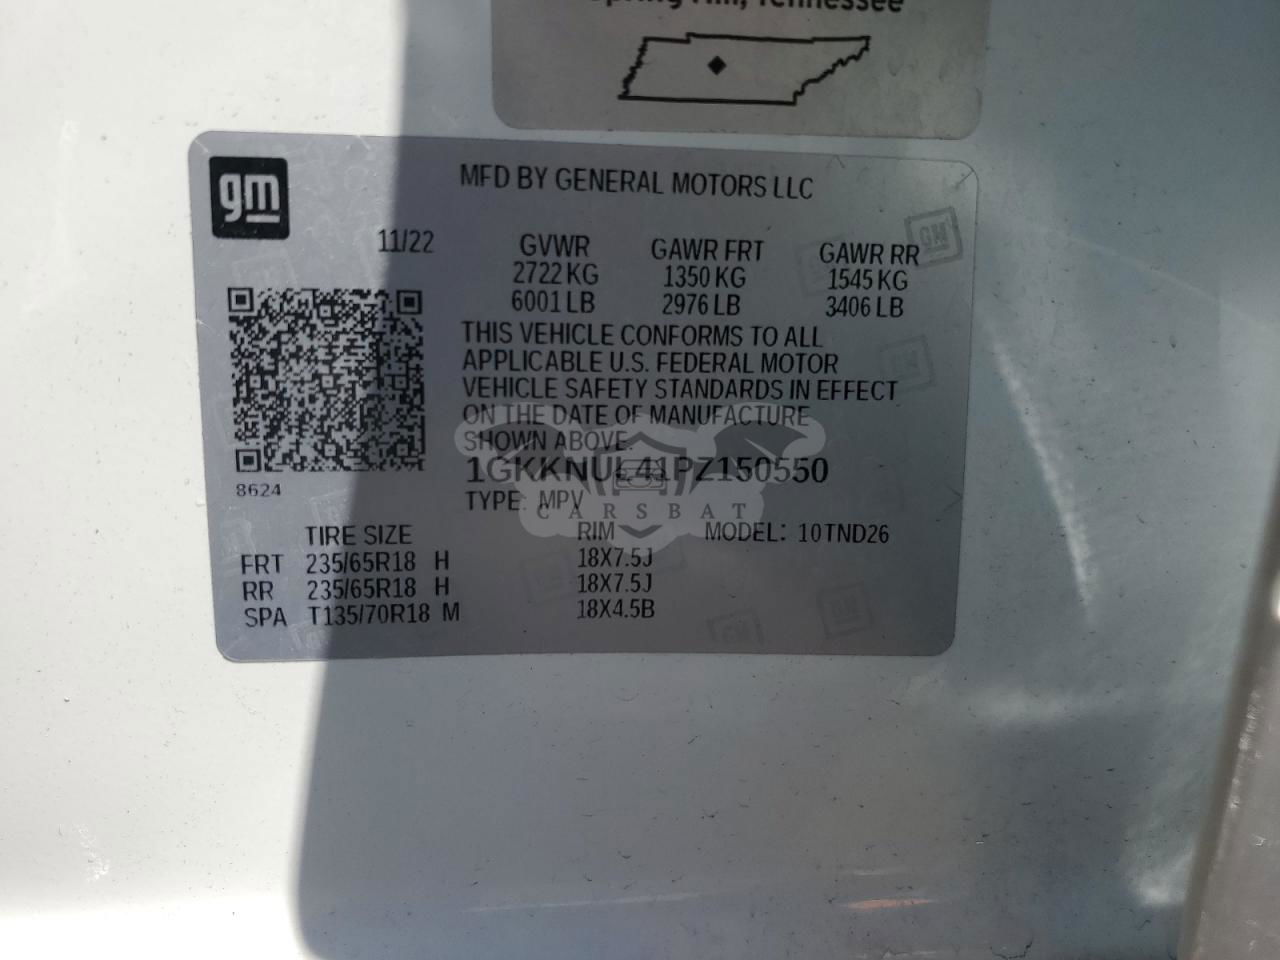 Spring Hill, Tennessee
gm
MFD BY GENERAL MOTORS LLC
11/22 GVWR GAWR FRT GAWR RR
2722 KG 1350 KG 1545 KG
6001 LB 2976 LB 3406 LB
THIS VEHICLE CONFORMS TO ALL
APPLICABLE U.S. FEDERAL MOTOR
VEHICLE SAFETY STANDARDS IN EFFECT
ON THE DATE OF MANUFACTURE
SHOWN ABOVE.
1GKKNUL41PZ150550
8624
TYPE: MPV
CARSBAT
TIRE SIZE RIM MODEL: 10TND26
FRT 235/65R18 H 18X7.5J
RR 235/65R18 H 18X7.5J
SPA T135/70R18 M 18X4.5B